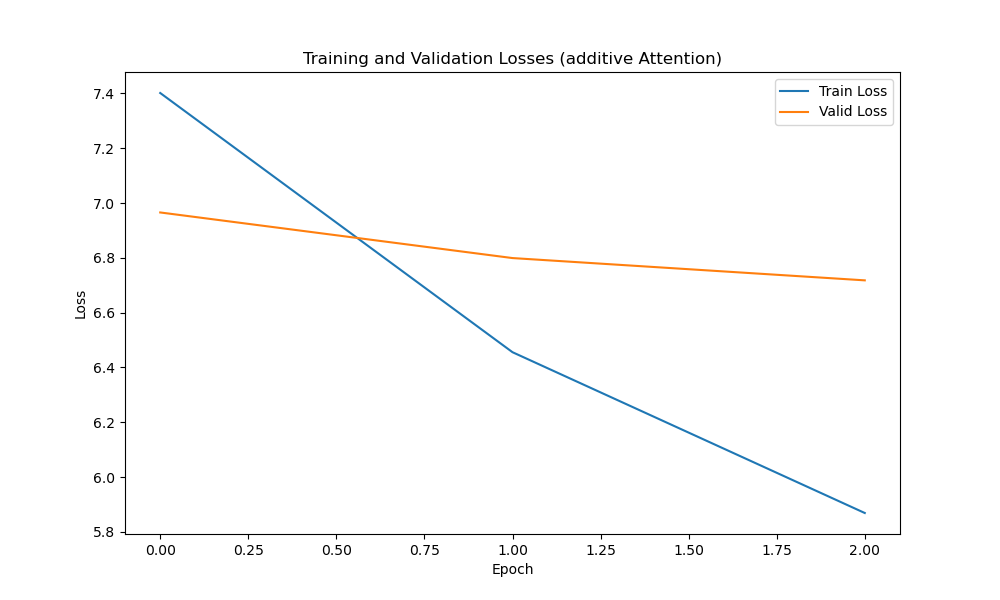 Training and Validation Losses (additive Attention)
Train Loss
Valid Loss
7.4
7.2
7.0
6.8
6.6
6.4
6.2
6.0
5.8
Loss
0.00 0.25 0.50 0.75 1.00 1.25 1.50 1.75 2.00
Epoch